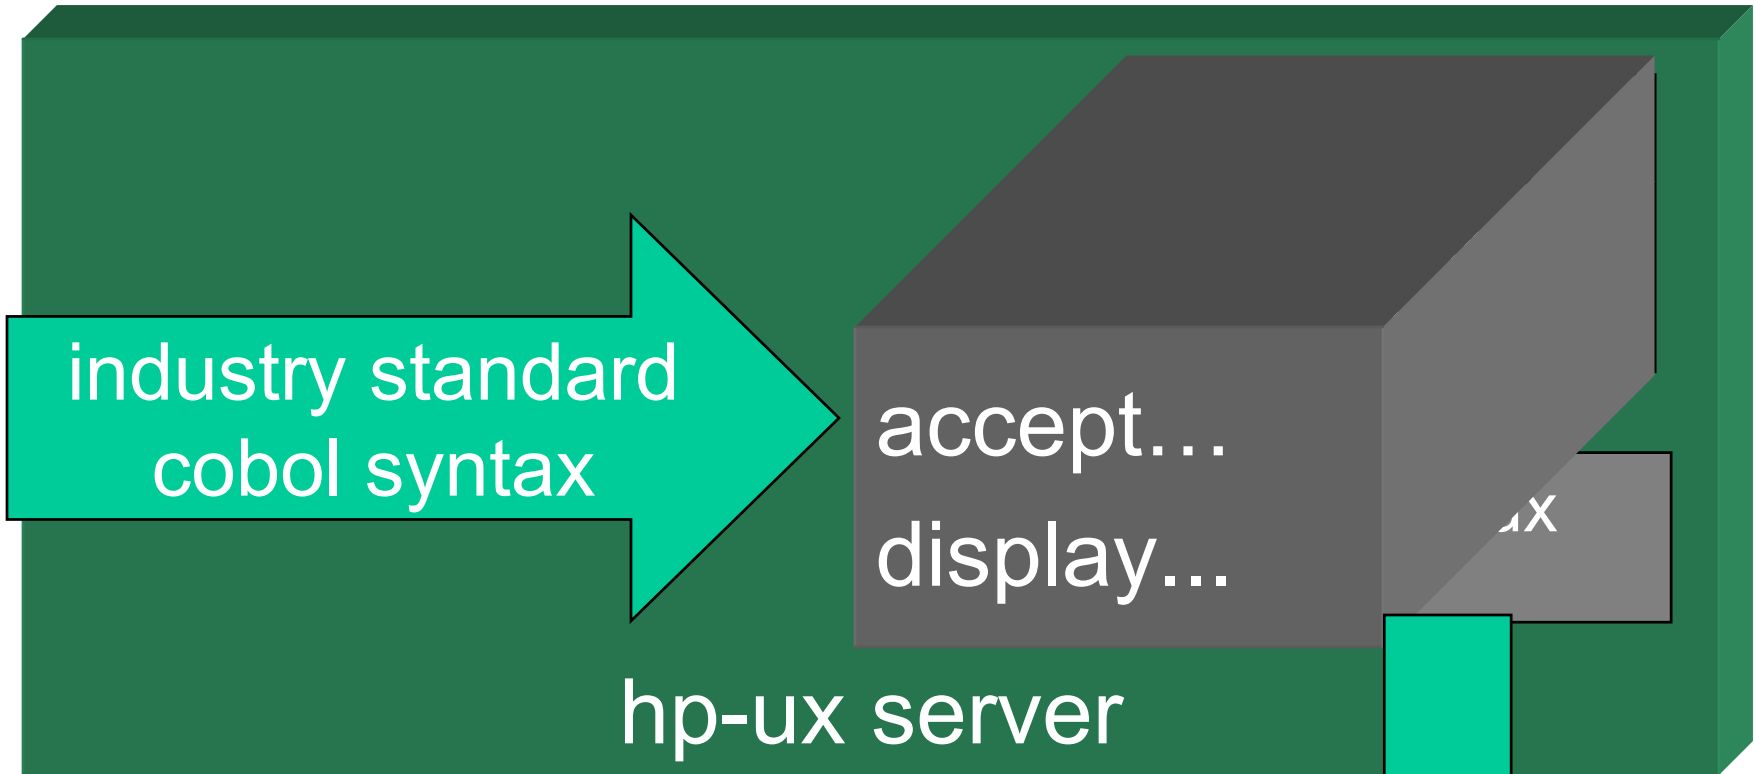 industry standard
cobol syntax
accept…
display...
hp-ux server